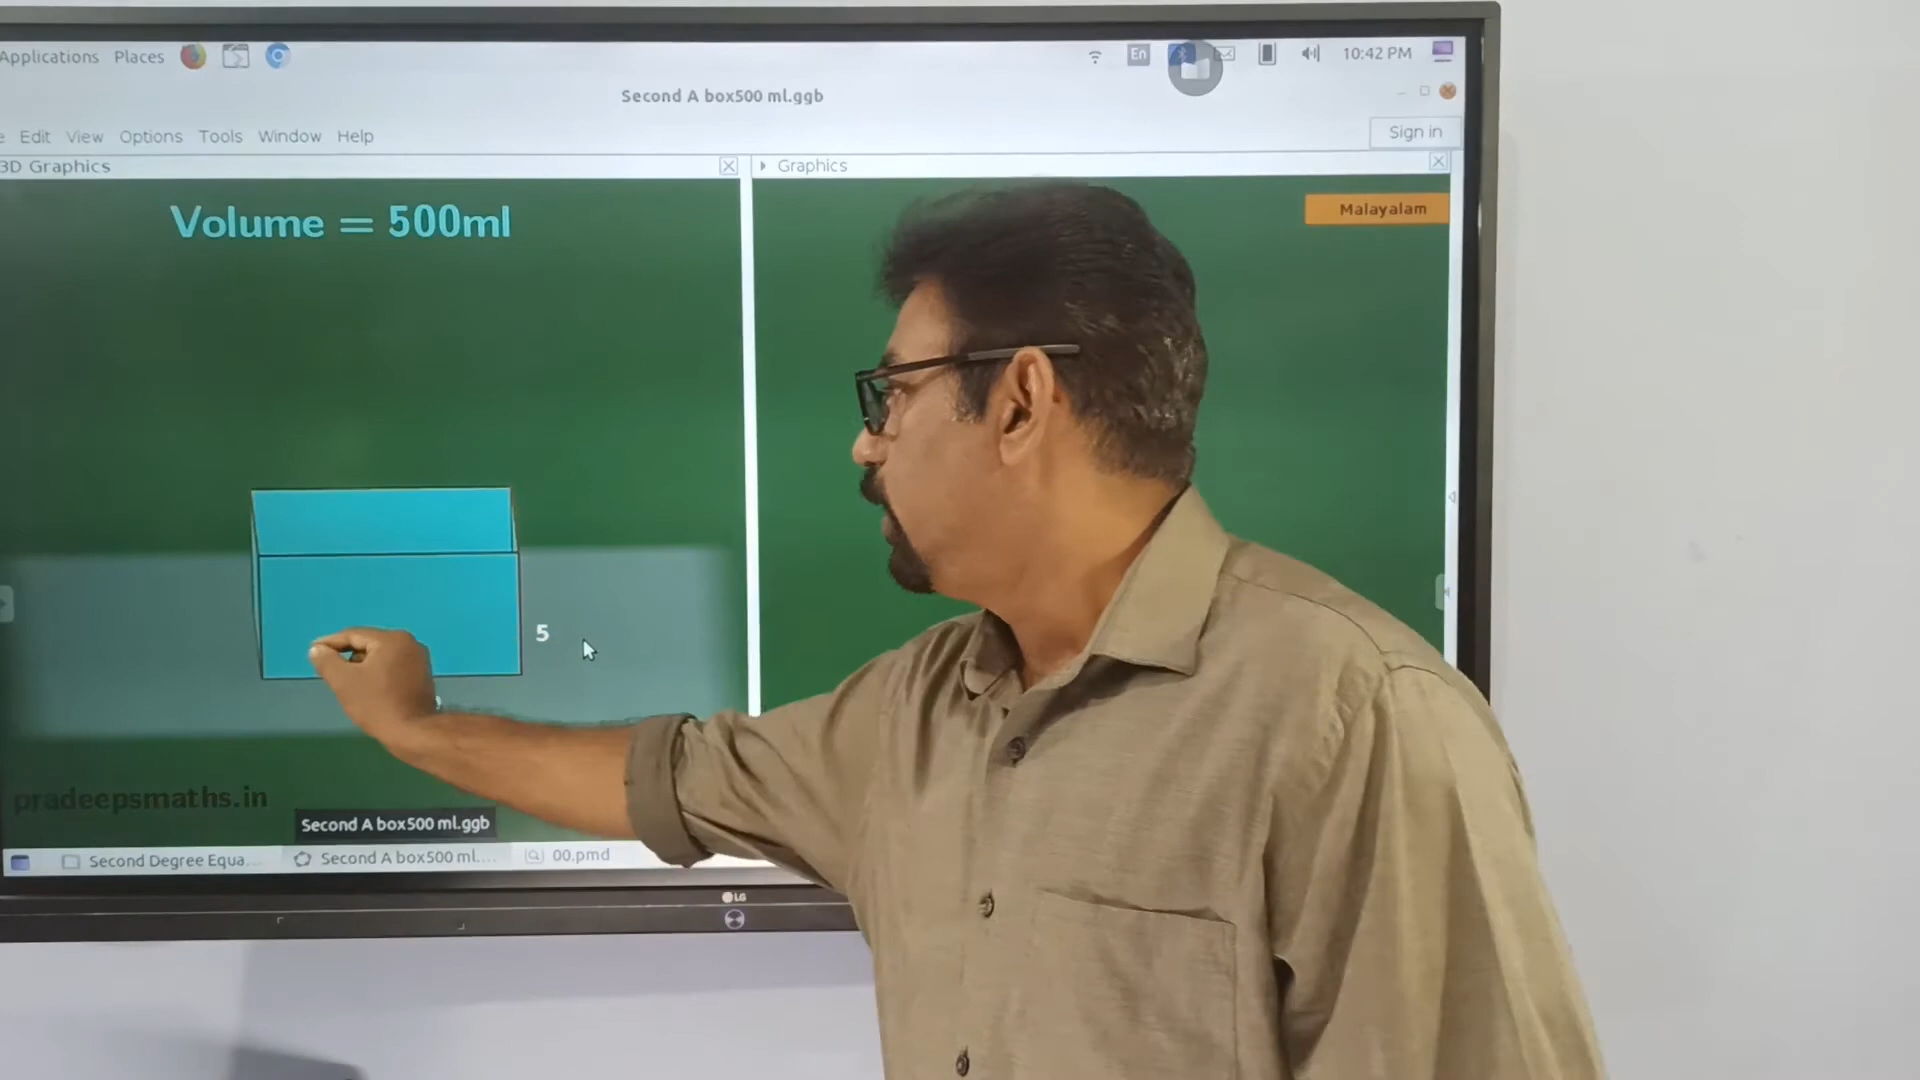 Applications Places
En
10:42 PM
Second A box500 ml.ggb
Edit View Options Tools Window Help
Sign in
3D Graphics
Graphics
Malayalam
Volume = 500ml
5
pradeepsmaths.in
Second A box500 ml.ggb
Second Degree Equa...
Second A box500 ml....
00.pmd
LG